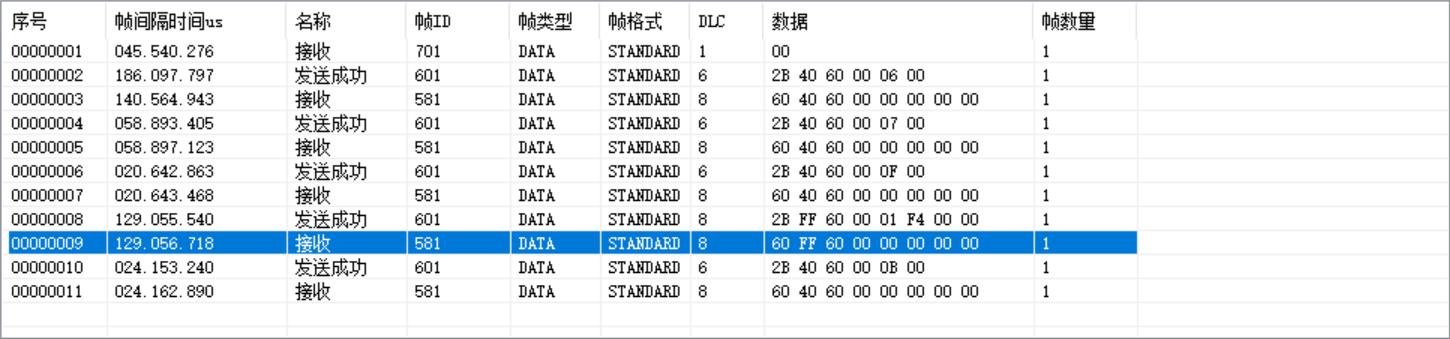 序号 帧间隔时间us 名称 帧ID 帧类型 帧格式 DLC 数据 帧数量
00000001 045.540.276 接收 701 DATA STANDARD 1 00 1
00000002 186.097.797 发送成功 601 DATA STANDARD 6 2B 40 60 00 06 00 1
00000003 140.564.943 接收 581 DATA STANDARD 8 60 40 60 00 00 00 00 00 1
00000004 058.893.405 发送成功 601 DATA STANDARD 6 2B 40 60 00 07 00 1
00000005 058.897.123 接收 581 DATA STANDARD 8 60 40 60 00 00 00 00 00 1
00000006 020.642.863 发送成功 601 DATA STANDARD 6 2B 40 60 00 0F 00 1
00000007 020.643.468 接收 581 DATA STANDARD 8 60 40 60 00 00 00 00 00 1
00000008 129.055.540 发送成功 601 DATA STANDARD 8 2B FF 60 00 01 F4 00 00 1
00000009 129.056.718 接收 581 DATA STANDARD 8 60 FF 60 00 00 00 00 00 1
00000010 024.153.240 发送成功 601 DATA STANDARD 6 2B 40 60 00 0B 00 1
00000011 024.162.890 接收 581 DATA STANDARD 8 60 40 60 00 00 00 00 00 1